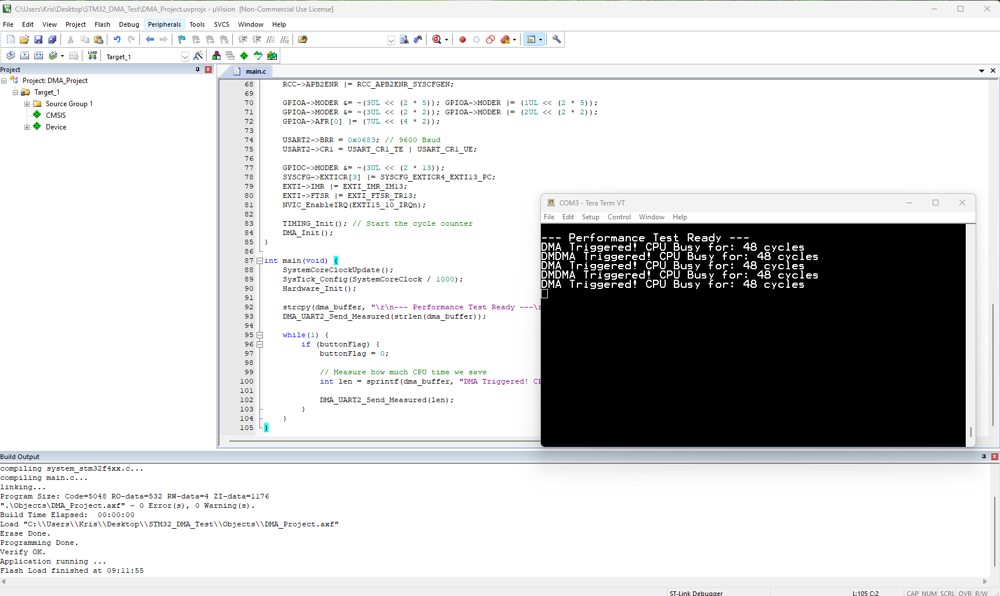 C:\Users\Kris\Desktop\STM32_DMA_Test\DMA_Project.uvprojx - µVision  [Non-Commercial Use License]
File Edit View Project Flash Debug Peripherals Tools SVCS Window Help
LOAD Target_1
Project
Project: DMA_Project
Target_1
Source Group 1
CMSIS
Device
main.c
68 RCC->APB2ENR |= RCC_APB2ENR_SYSCFGEN;
69
70 GPIOA->MODER &= ~(3UL << (2 * 5)); GPIOA->MODER |= (1UL << (2 * 5));
71 GPIOA->MODER &= ~(3UL << (2 * 2)); GPIOA->MODER |= (2UL << (2 * 2));
72 GPIOA->AFR[0] |= (7UL << (4 * 2));
73
74 USART2->BRR = 0x0683; // 9600 Baud
75 USART2->CR1 = USART_CR1_TE | USART_CR1_UE;
76
77 GPIOC->MODER &= ~(3UL << (2 * 13));
78 SYSCFG->EXTICR[3] |= SYSCFG_EXTICR4_EXTI13_PC;
79 EXTI->IMR |= EXTI_IMR_IM13;
80 EXTI->FTSR |= EXTI_FTSR_TR13;
81 NVIC_EnableIRQ(EXTI15_10_IRQn);
82
83 TIMING_Init(); // Start the cycle counter
84 DMA_Init();
85 }
86
87 int main(void) {
88 SystemCoreClockUpdate();
89 SysTick_Config(SystemCoreClock / 1000);
90 Hardware_Init();
91
92 strcpy(dma_buffer, "\r\n--- Performance Test Ready ---\r
93 DMA_UART2_Send_Measured(strlen(dma_buffer));
94
95 while(1) {
96 if (buttonFlag) {
97 buttonFlag = 0;
98
99 // Measure how much CPU time we save
100 int len = sprintf(dma_buffer, "DMA Triggered! CP
101
102 DMA_UART2_Send_Measured(len);
103 }
104 }
105 }
COM3 - Tera Term VT
File Edit Setup Control Window Help
--- Performance Test Ready ---
DMA Triggered! CPU Busy for: 48 cycles
DMDMA Triggered! CPU Busy for: 48 cycles
DMA Triggered! CPU Busy for: 48 cycles
DMDMA Triggered! CPU Busy for: 48 cycles
DMA Triggered! CPU Busy for: 48 cycles
Build Output
compiling system_stm32f4xx.c...
compiling main.c...
linking...
Program Size: Code=5048 RO-data=532 RW-data=4 ZI-data=1176
".\Objects\DMA_Project.axf" - 0 Error(s), 0 Warning(s).
Build Time Elapsed:  00:00:00
Load "C:\\Users\\Kris\\Desktop\\STM32_DMA_Test\\Objects\\DMA_Project.axf"
Erase Done.
Programming Done.
Verify OK.
Application running ...
Flash Load finished at 09:11:55
ST-Link Debugger L:105 C:2 CAP NUM SCRL OVR R/W